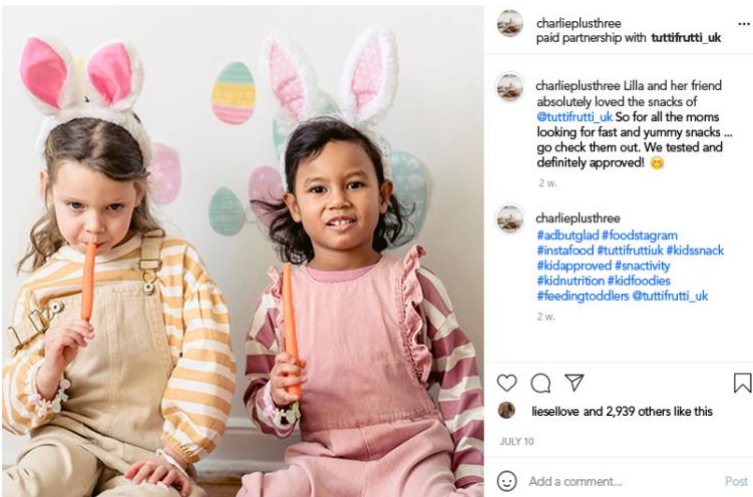 charlieplusthree
paid partnership with tuttifrutti_uk
charlieplusthree Lilla and her friend
absolutely loved the snacks of
@tuttifrutti_uk So for all the moms
looking for fast and yummy snacks ...
go check them out. We tested and
definitely approved! 😋
2 w.
charlieplusthree
#adbutglad #foodstagram
#instafood #tuttifruttiuk #kidssnack
#kidapproved #snactivity
#kidnutrition #kidfoodies
#feedingtoddlers @tuttifrutti_uk
2 w.
liesellove and 2,939 others like this
JULY 10
Add a comment... Post